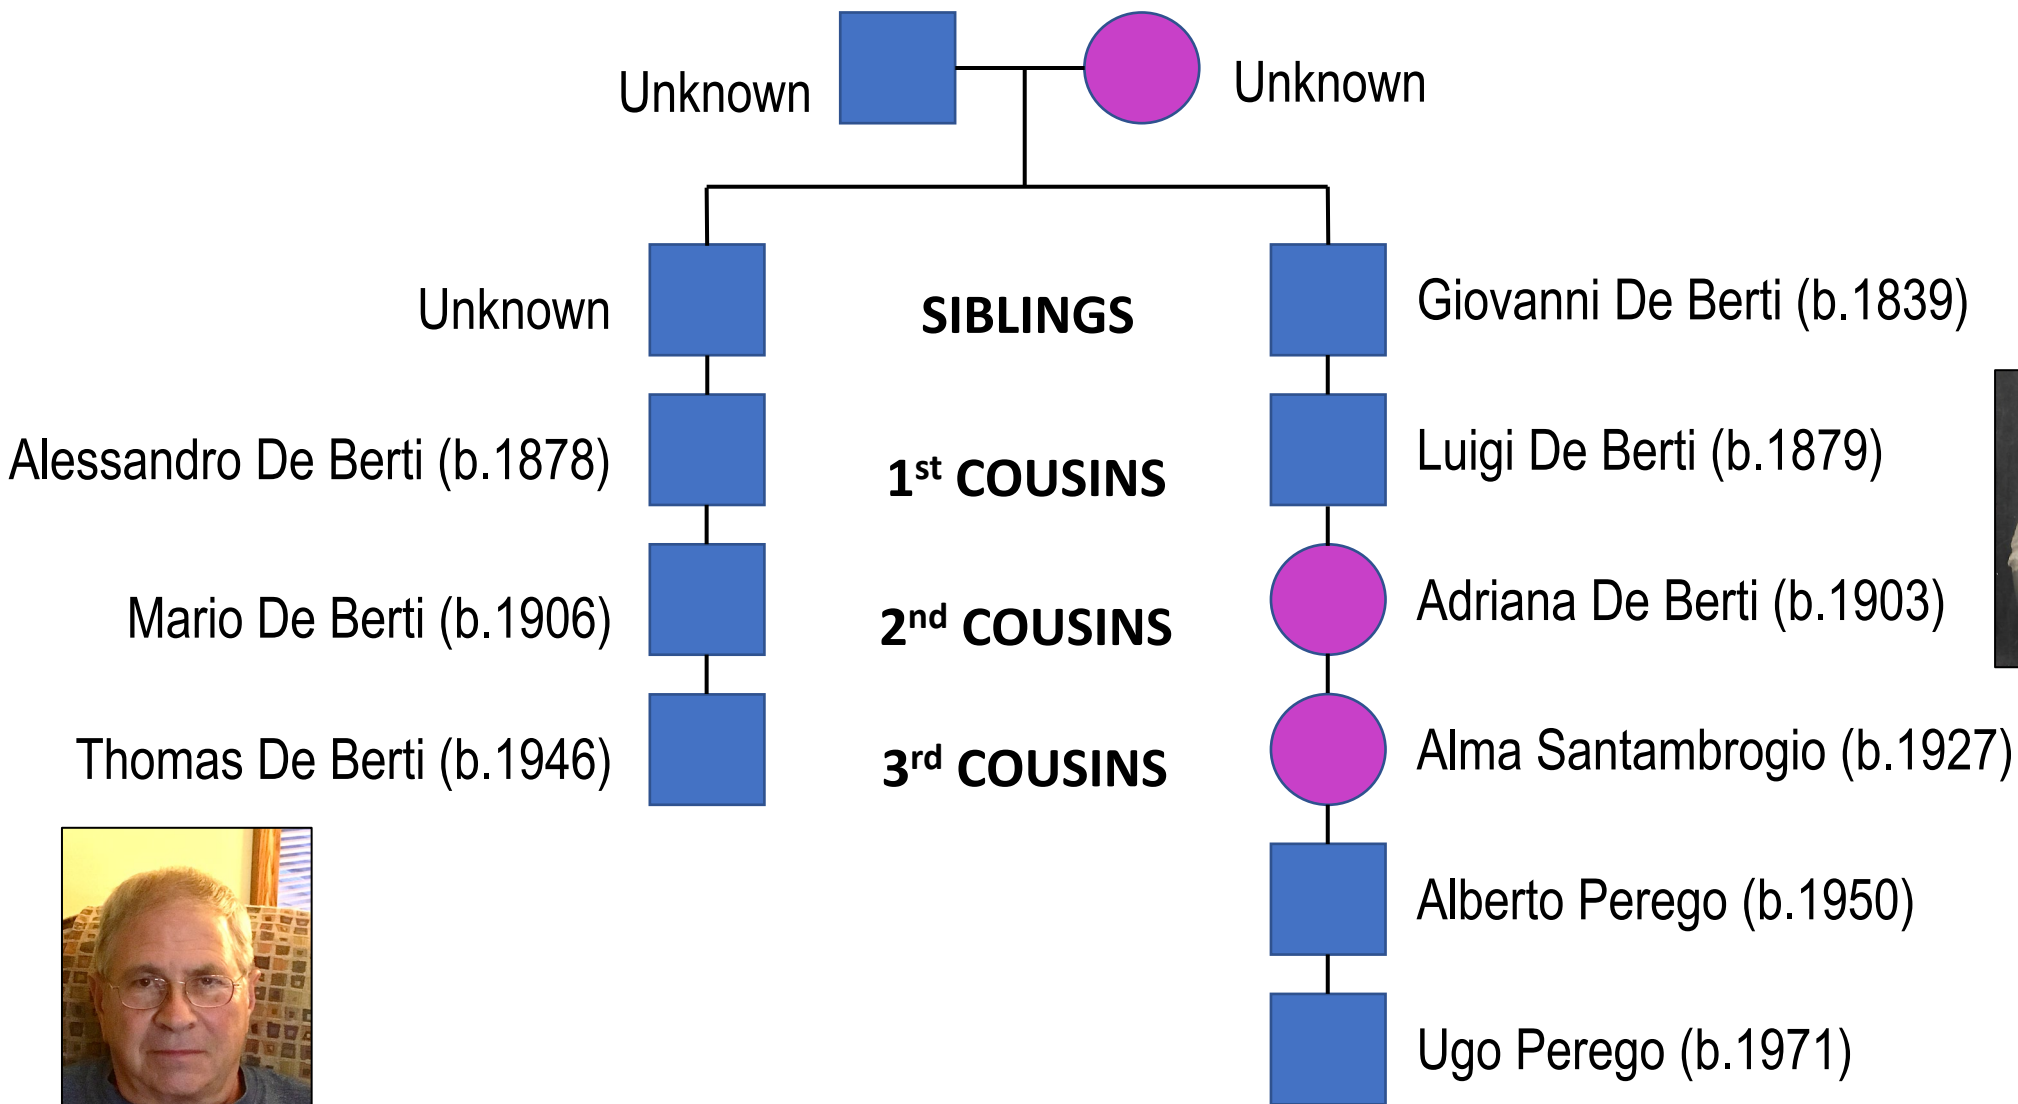 Unknown
Unknown
Unknown
SIBLINGS
Giovanni De Berti (b.1839)
Alessandro De Berti (b.1878)
1st COUSINS
Luigi De Berti (b.1879)
Mario De Berti (b.1906)
2nd COUSINS
Adriana De Berti (b.1903)
Thomas De Berti (b.1946)
3rd COUSINS
Alma Santambrogio (b.1927)
Alberto Perego (b.1950)
Ugo Perego (b.1971)